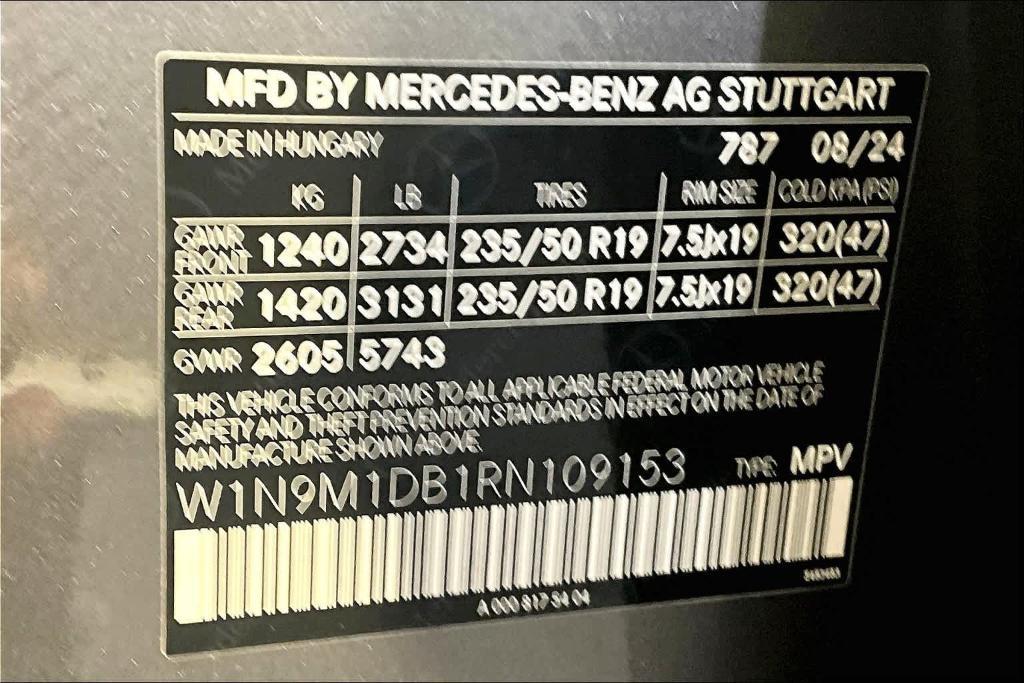 MFD BY MERCEDES-BENZ AG STUTTGART
MADE IN HUNGARY 787 08/24
KG LB TIRES RIM SIZE COLD KPA (PSI)
GAWR FRONT 1240 2734 235/50 R19 7.5Jx19 320(47)
GAWR REAR 1420 3131 235/50 R19 7.5Jx19 320(47)
GVWR 2605 5743
THIS VEHICLE CONFORMS TO ALL APPLICABLE FEDERAL MOTOR VEHICLE
SAFETY AND THEFT PREVENTION STANDARDS IN EFFECT ON THE DATE OF
MANUFACTURE SHOWN ABOVE
W1N9M1DB1RN109153 TYPE: MPV
A 000 817 54 04